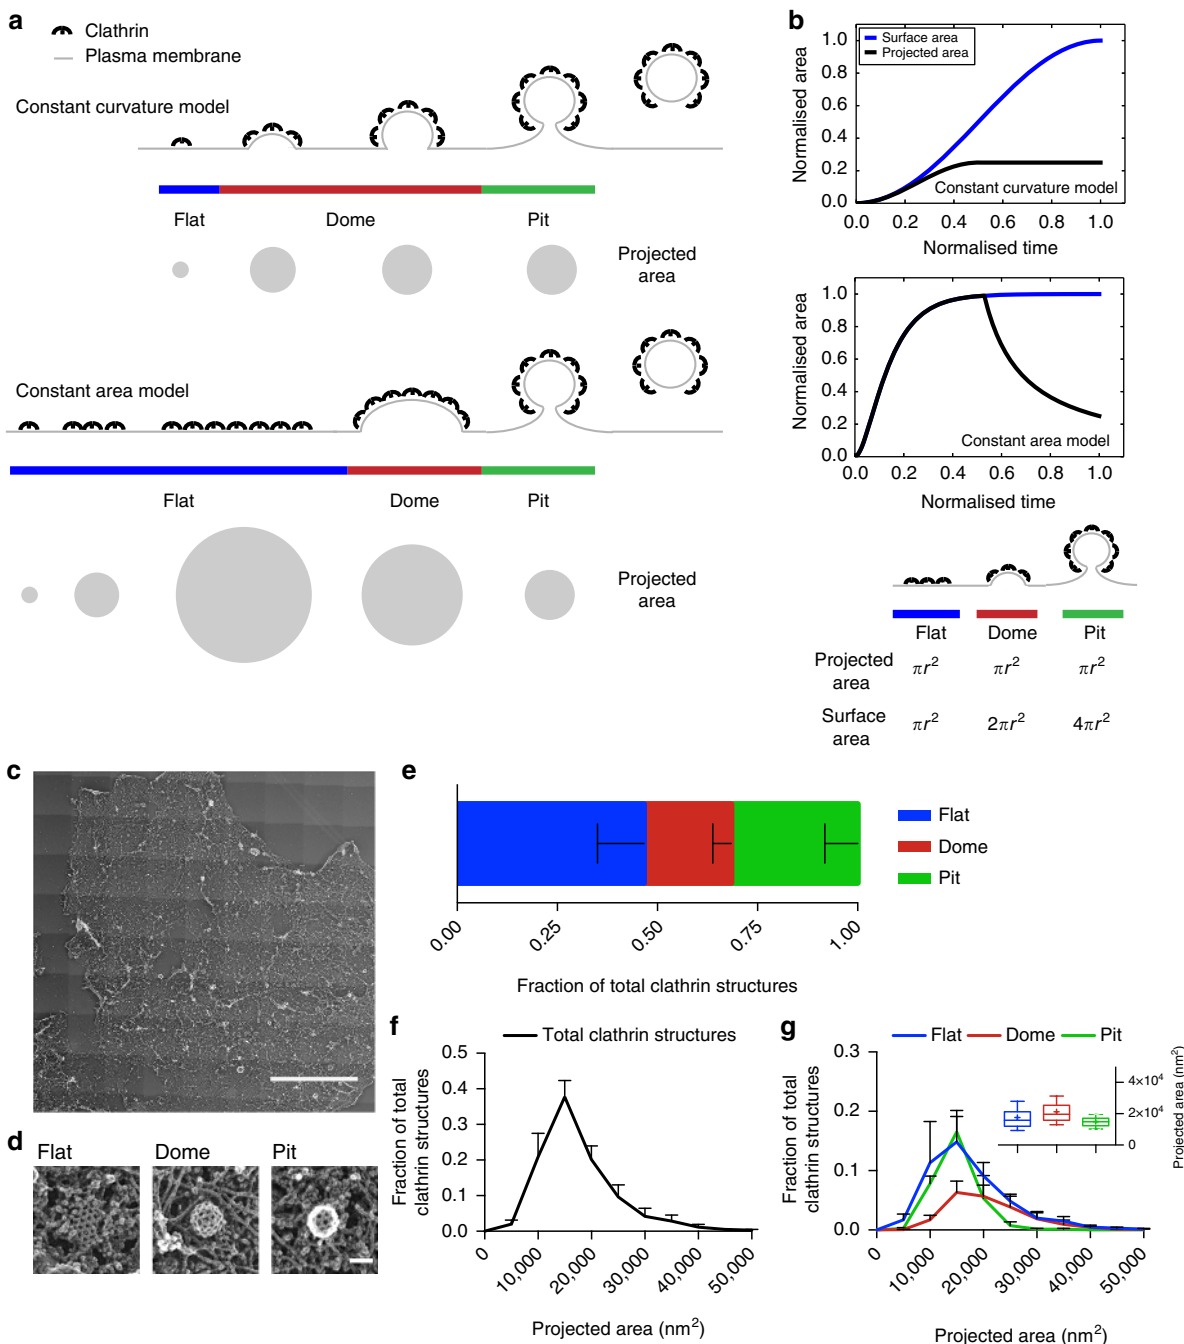 a
Clathrin
Plasma membrane
Constant curvature model
Flat
Dome
Pit
Projected
area
Constant area model
Flat
Dome
Pit
Projected
area
b
Normalised area
1.0
0.8
0.6
0.4
0.2
0.0
Surface area
Projected area
Constant curvature model
0.0 0.2 0.4 0.6 0.8 1.0
Normalised time
Normalised area
1.0
0.8
0.6
0.4
0.2
0.0
Constant area model
0.0 0.2 0.4 0.6 0.8 1.0
Normalised time
Flat Dome Pit
Projected
area
πr² πr² πr²
Surface
area
πr² 2πr² 4πr²
c
d
Flat Dome Pit
e
Flat
Dome
Pit
0.00 0.25 0.50 0.75 1.00
Fraction of total clathrin structures
f
Total clathrin structures
Fraction of total
clathrin structures
0.5
0.4
0.3
0.2
0.1
0.0
0 10,000 20,000 30,000 40,000 50,000
Projected area (nm²)
g
Flat Dome Pit
Fraction of total
clathrin structures
0.3
0.2
0.1
0.0
4×10⁴
2×10⁴
0
Projected area (nm²)
0 10,000 20,000 30,000 40,000 50,000
Projected area (nm²)